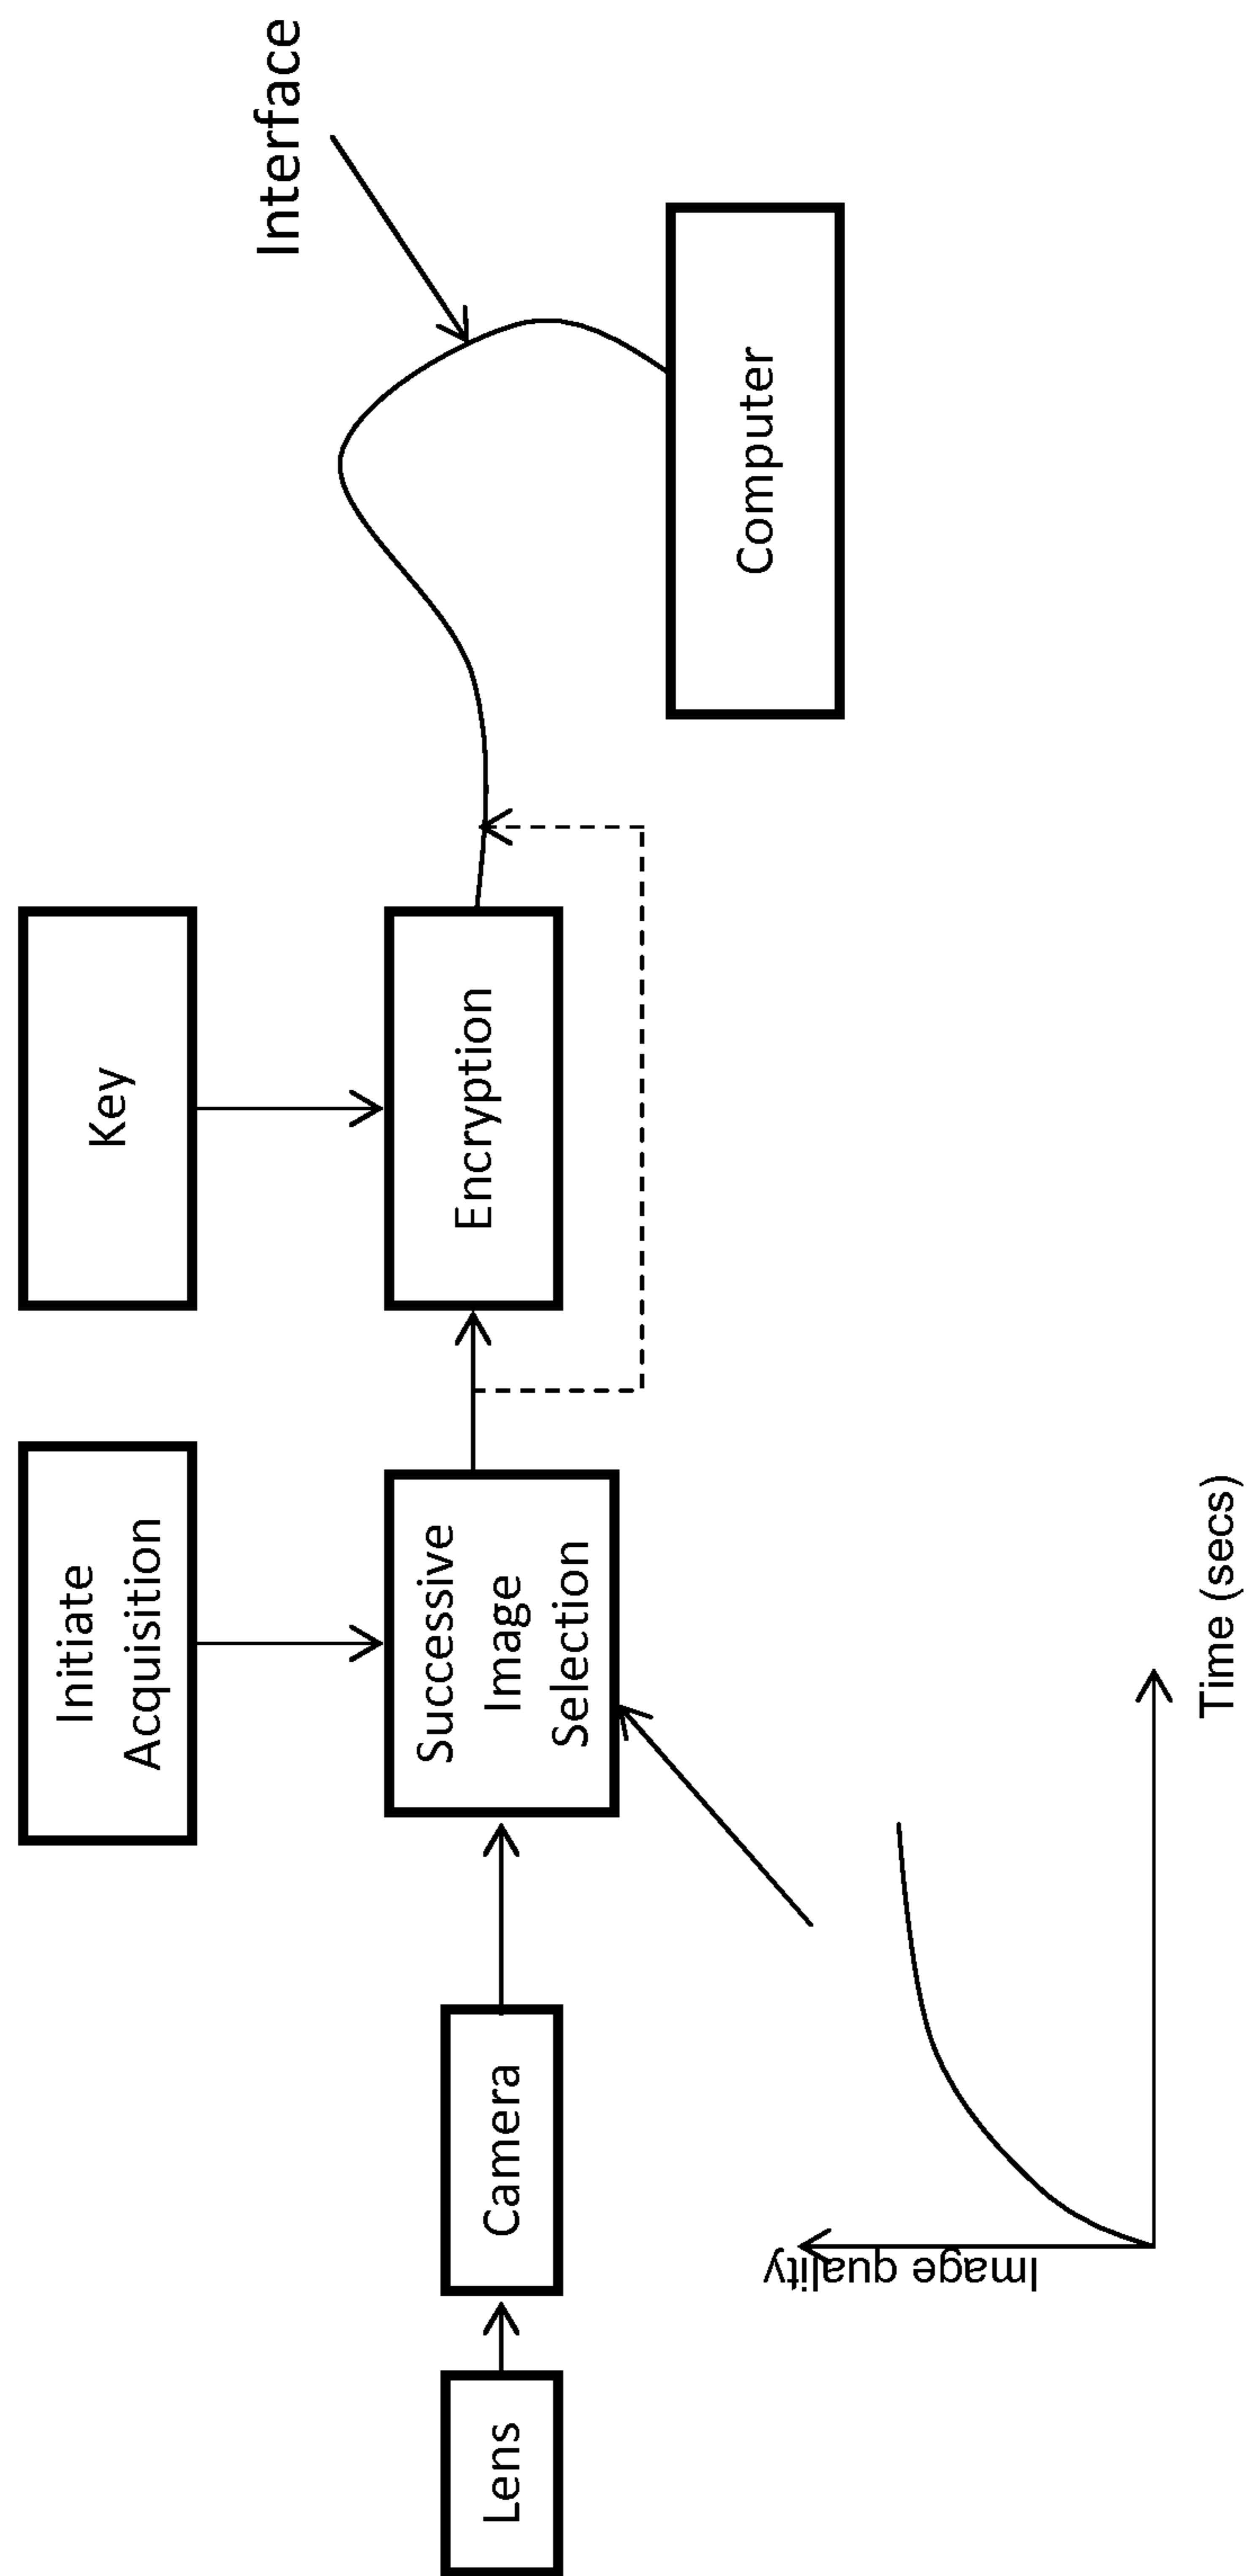 Initiate
Acquisition
Key
Interface
Lens
Camera
Successive
Image
Selection
Encryption
Computer
Image quality
Time (secs)